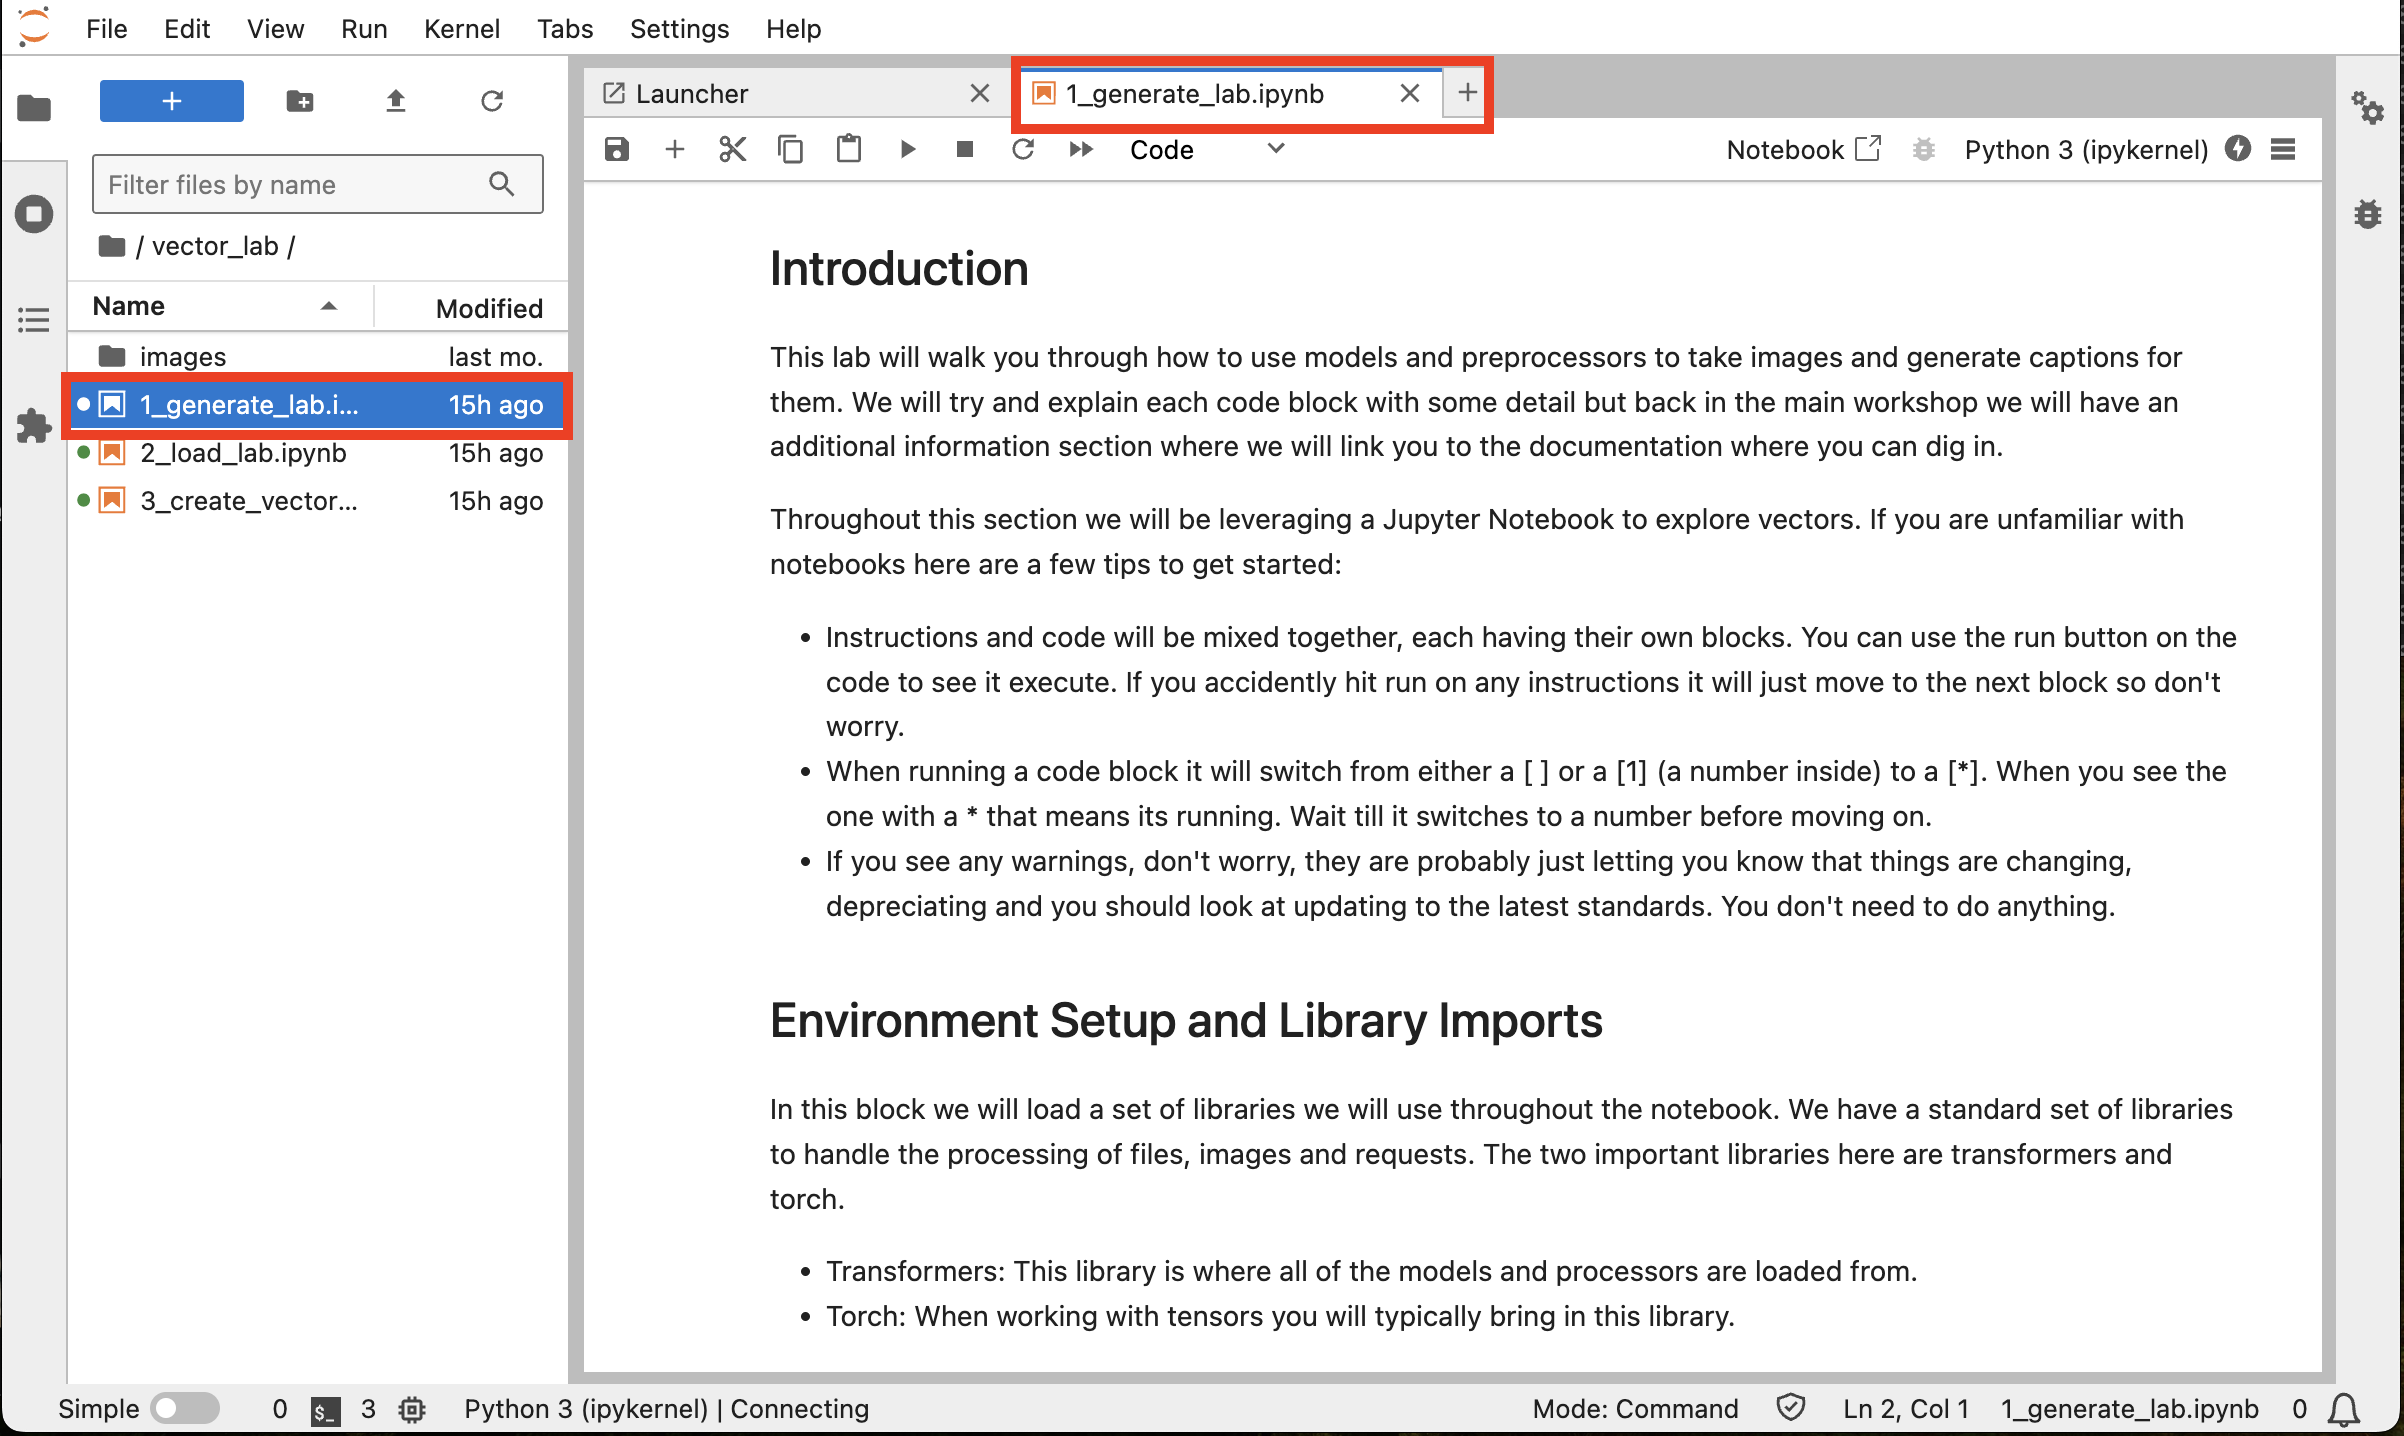 File Edit View Run Kernel Tabs Settings Help
Launcher
1_generate_lab.ipynb
Filter files by name
/ vector_lab /
Name Modified
images last mo.
1_generate_lab.i... 15h ago
2_load_lab.ipynb 15h ago
3_create_vector... 15h ago
Code
Notebook
Python 3 (ipykernel)
Introduction
This lab will walk you through how to use models and preprocessors to take images and generate captions for
them. We will try and explain each code block with some detail but back in the main workshop we will have an
additional information section where we will link you to the documentation where you can dig in.
Throughout this section we will be leveraging a Jupyter Notebook to explore vectors. If you are unfamiliar with
notebooks here are a few tips to get started:
• Instructions and code will be mixed together, each having their own blocks. You can use the run button on the
code to see it execute. If you accidently hit run on any instructions it will just move to the next block so don't
worry.
• When running a code block it will switch from either a [ ] or a [1] (a number inside) to a [*]. When you see the
one with a * that means its running. Wait till it switches to a number before moving on.
• If you see any warnings, don't worry, they are probably just letting you know that things are changing,
depreciating and you should look at updating to the latest standards. You don't need to do anything.
Environment Setup and Library Imports
In this block we will load a set of libraries we will use throughout the notebook. We have a standard set of libraries
to handle the processing of files, images and requests. The two important libraries here are transformers and
torch.
• Transformers: This library is where all of the models and processors are loaded from.
• Torch: When working with tensors you will typically bring in this library.
Simple 0 $_ 3 Python 3 (ipykernel) | Connecting Mode: Command Ln 2, Col 1 1_generate_lab.ipynb 0